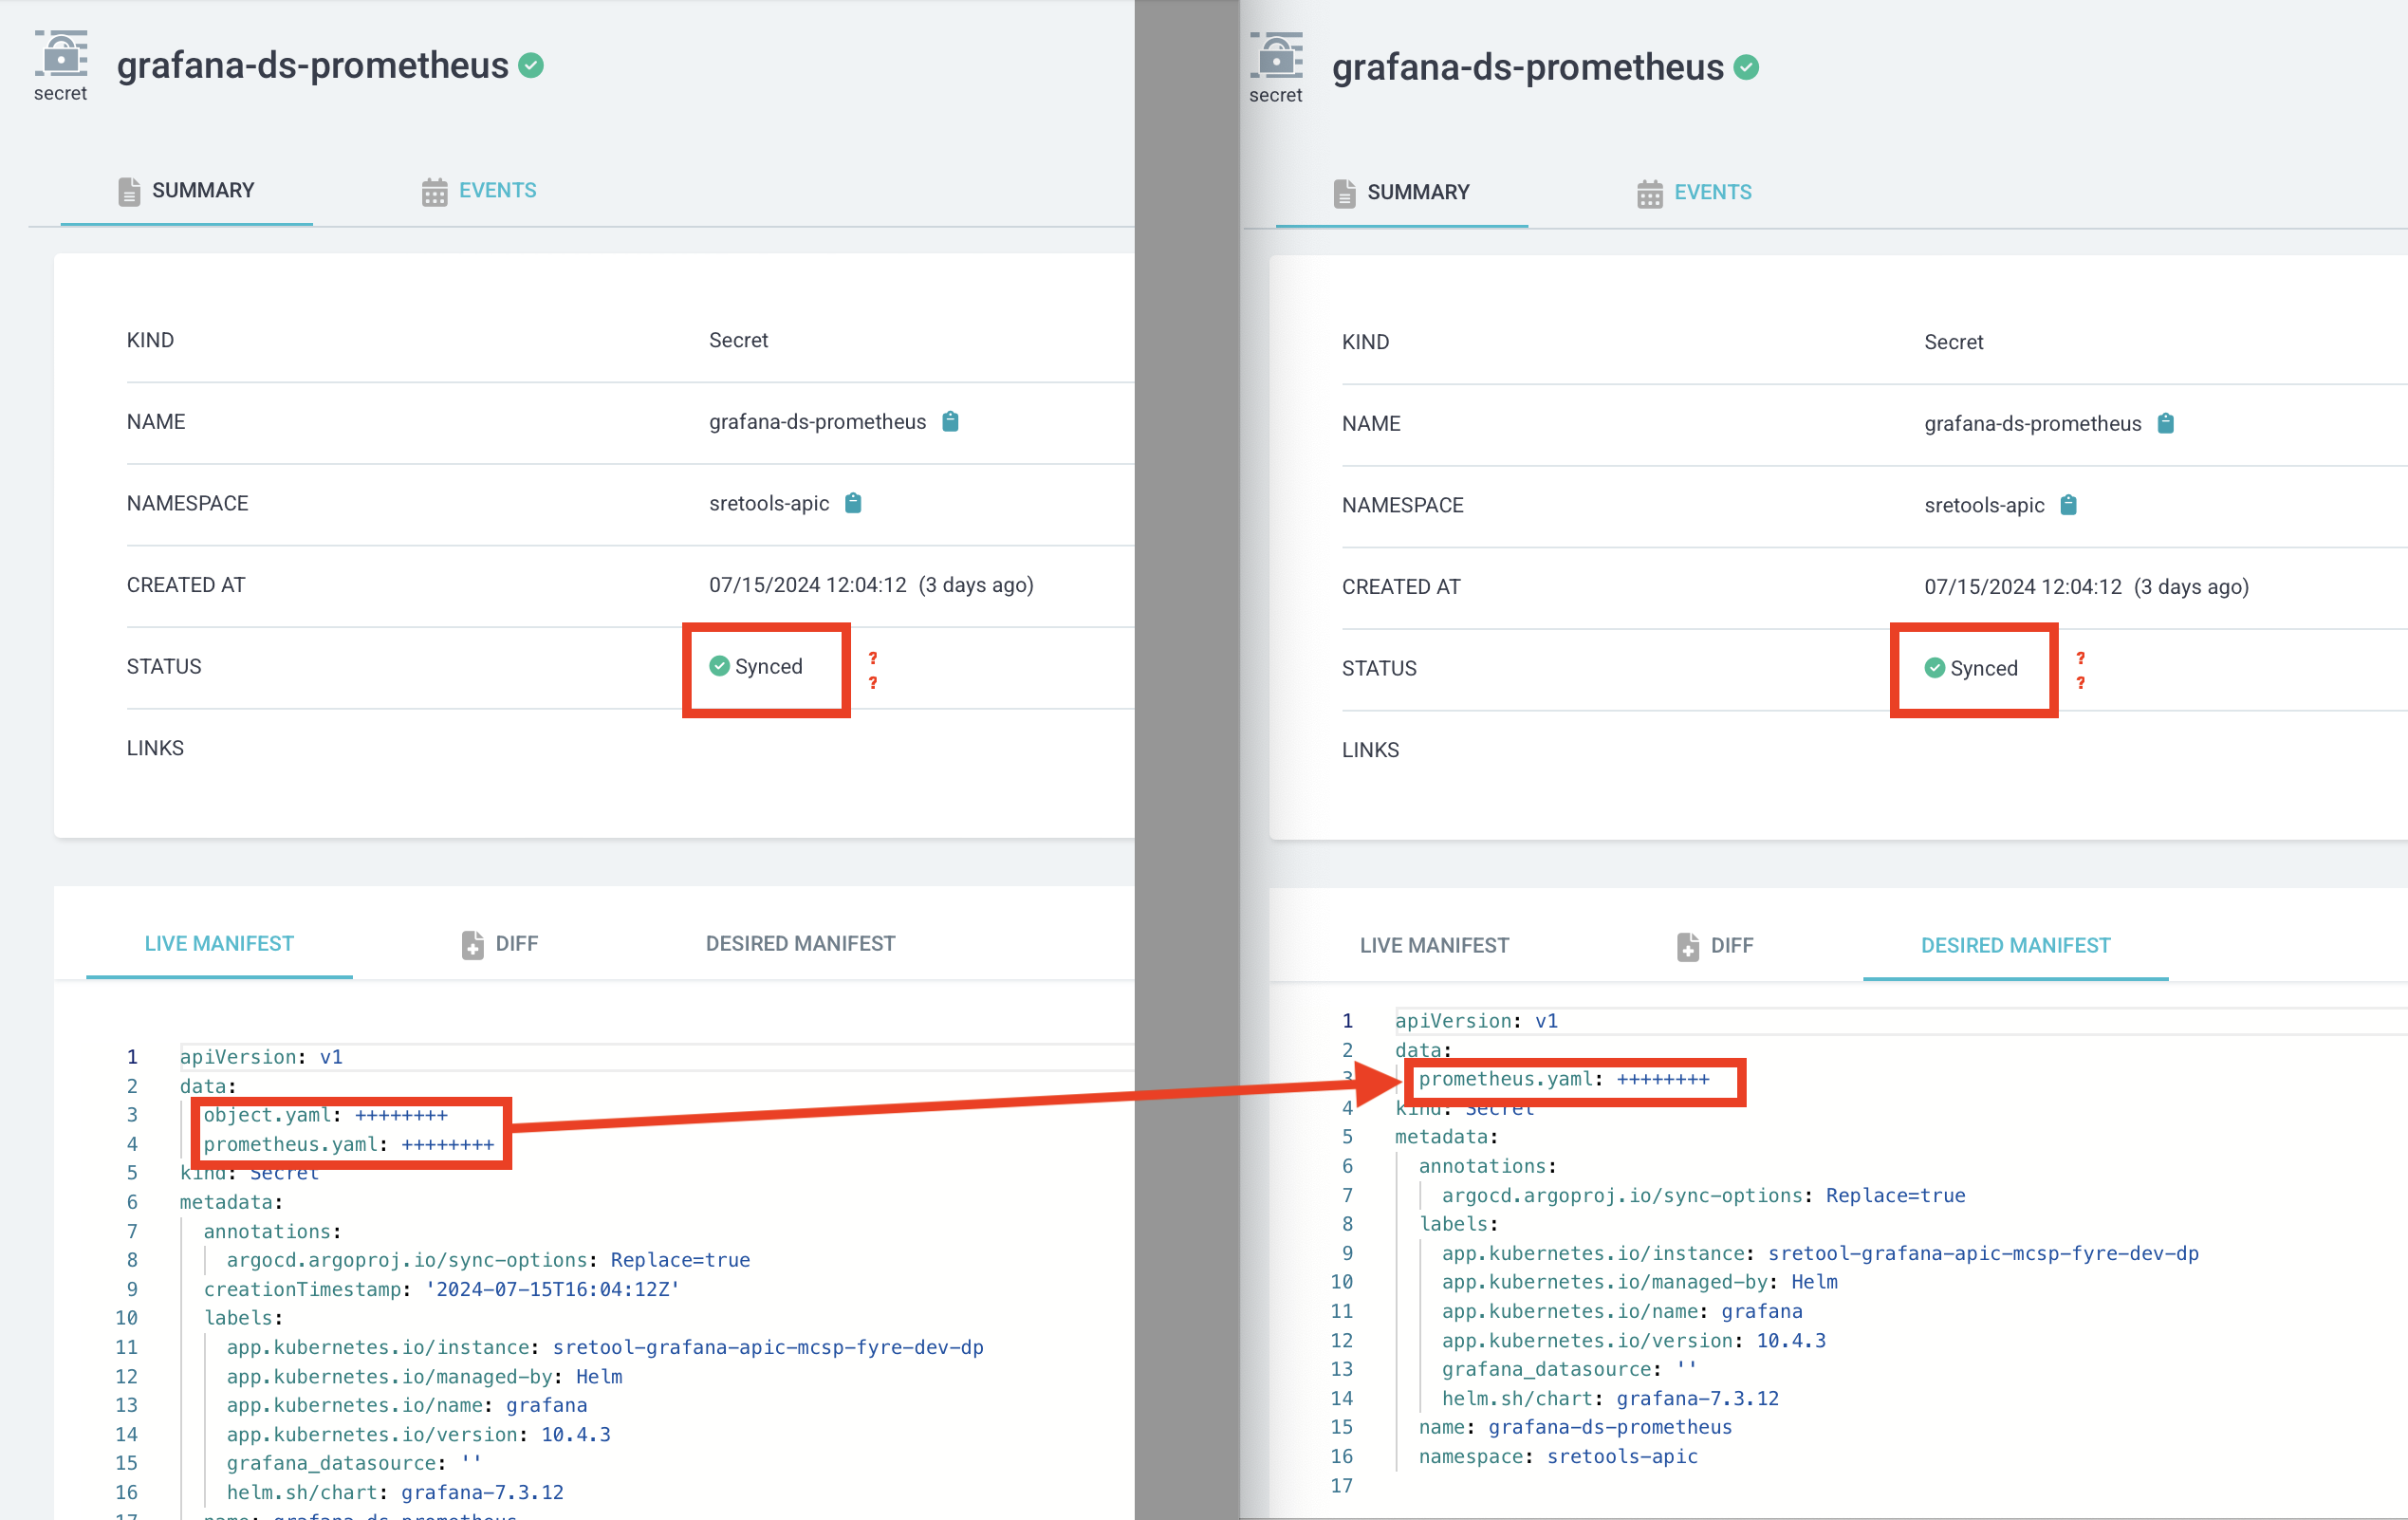 secret
grafana-ds-prometheus
SUMMARY
EVENTS
KIND Secret
NAME grafana-ds-prometheus
NAMESPACE sretools-apic
CREATED AT 07/15/2024 12:04:12 (3 days ago)
STATUS Synced ?
?
LINKS
LIVE MANIFEST DIFF DESIRED MANIFEST
1 apiVersion: v1
2 data:
3 object.yaml: ++++++++
4 prometheus.yaml: ++++++++
5 kind: Secret
6 metadata:
7 annotations:
8 argocd.argoproj.io/sync-options: Replace=true
9 creationTimestamp: '2024-07-15T16:04:12Z'
10 labels:
11 app.kubernetes.io/instance: sretool-grafana-apic-mcsp-fyre-dev-dp
12 app.kubernetes.io/managed-by: Helm
13 app.kubernetes.io/name: grafana
14 app.kubernetes.io/version: 10.4.3
15 grafana_datasource: ''
16 helm.sh/chart: grafana-7.3.12
17 name: grafana-ds-prometheus
secret
grafana-ds-prometheus
SUMMARY
EVENTS
KIND Secret
NAME grafana-ds-prometheus
NAMESPACE sretools-apic
CREATED AT 07/15/2024 12:04:12 (3 days ago)
STATUS Synced ?
?
LINKS
LIVE MANIFEST DIFF DESIRED MANIFEST
1 apiVersion: v1
2 data:
3 prometheus.yaml: ++++++++
4 kind: Secret
5 metadata:
6 annotations:
7 argocd.argoproj.io/sync-options: Replace=true
8 labels:
9 app.kubernetes.io/instance: sretool-grafana-apic-mcsp-fyre-dev-dp
10 app.kubernetes.io/managed-by: Helm
11 app.kubernetes.io/name: grafana
12 app.kubernetes.io/version: 10.4.3
13 grafana_datasource: ''
14 helm.sh/chart: grafana-7.3.12
15 name: grafana-ds-prometheus
16 namespace: sretools-apic
17